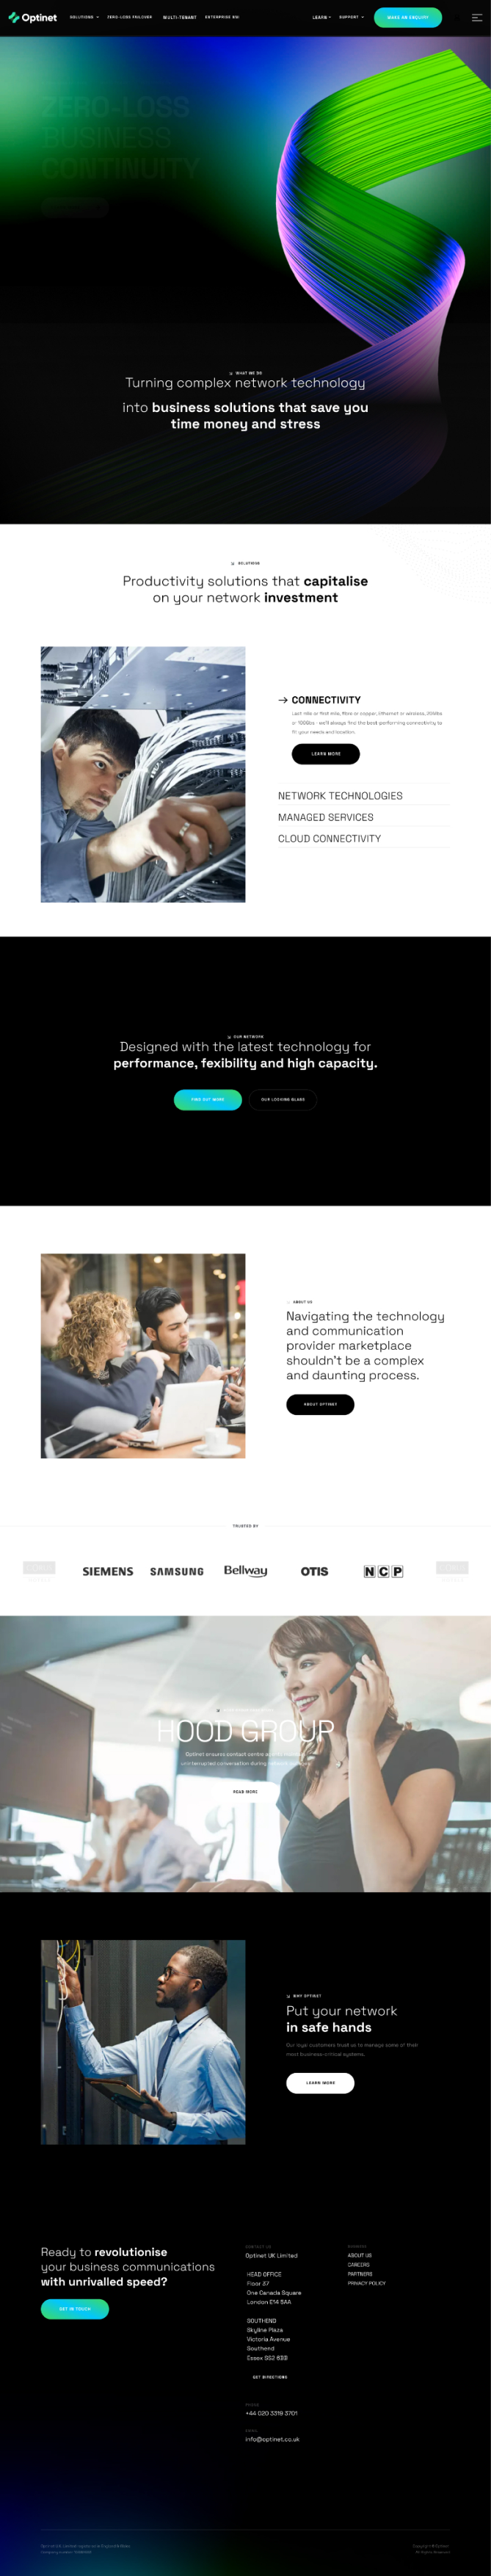 Optinet
SOLUTIONS
ZERO-LOSS FAILOVER
MULTI-TENANT
ENTERPRISE 5G
LEARN
SUPPORT
MAKE AN ENQUIRY
ZERO-LOSS
BUSINESS
CONTINUITY
WHAT WE DO
Turning complex network technology
into business solutions that save you
time money and stress
SOLUTIONS
Productivity solutions that capitalise
on your network investment
CONNECTIVITY
Last mile or first mile, fibre or copper, Ethernet or wireless,
or 100Gbs - we'll always find the best performing connectivity to
fit your needs and location.
LEARN MORE
NETWORK TECHNOLOGIES
MANAGED SERVICES
CLOUD CONNECTIVITY
OUR NETWORK
Designed with the latest technology for
performance, fexibility and high capacity.
FIND OUT MORE
OUR LOOKING GLASS
ABOUT US
Navigating the technology
and communication
provider marketplace
shouldn't be a complex
and daunting process.
ABOUT OPTINET
TRUSTED BY
SIEMENS
SAMSUNG
Bellway
OTIS
NCP
HOOD GROUP
Optinet ensures contact centre
uninterrupted conversation during
READ MORE
WHY OPTINET
Put your network
in safe hands
Our loyal customers trust us to manage some of their
most business-critical systems.
LEARN MORE
Ready to revolutionise
your business communications
with unrivalled speed?
GET IN TOUCH
CONTACT US
Optinet UK Limited
HEAD OFFICE
Floor 37
One Canada Square
London E14 5AA
SOUTHEND
Skyline Plaza
Victoria Avenue
Southend
Essex SS2 6BB
GET DIRECTIONS
PHONE
+44 020 3319 3701
EMAIL
info@optinet.co.uk
ABOUT US
CAREERS
PARTNERS
PRIVACY POLICY
Copyright © Optinet
All Rights Reserved